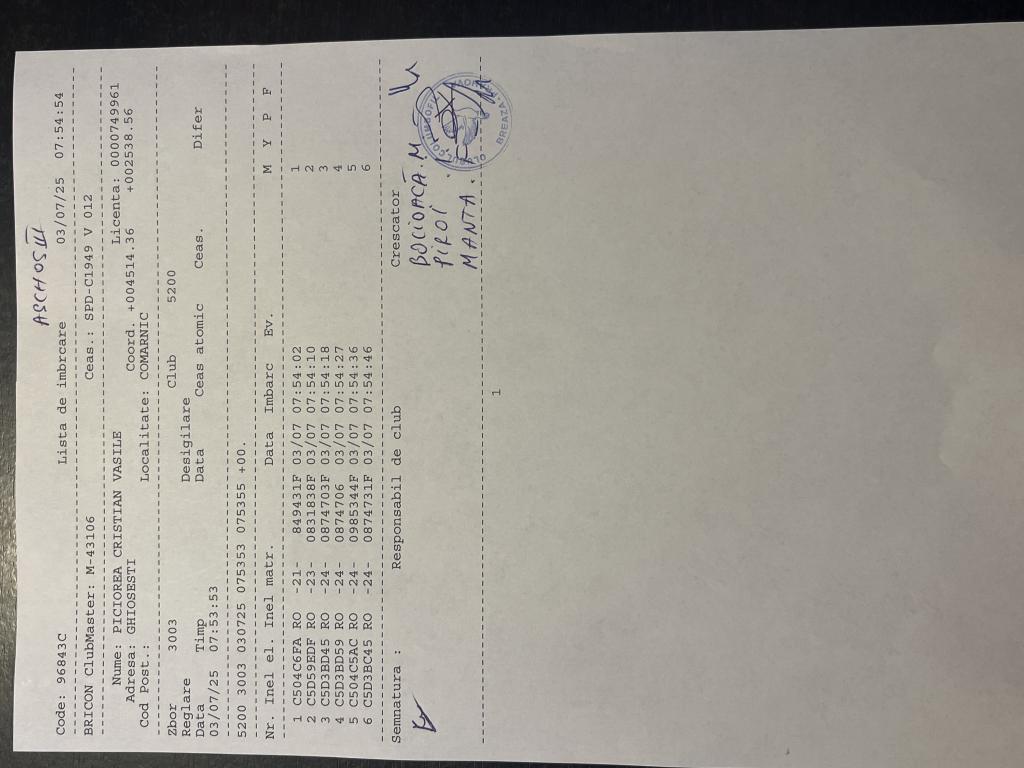 ASCHOS III
Code: 96843C Lista de imbrcare 03/07/25 07:54:54
BRICON ClubMaster: M-43106 Ceas.: SPD-C1949 V 012
Nume: PICIOREA CRISTIAN VASILE Licenta: 0000749961
Adresa: GHIOSESTI Coord. +004514.36 +002538.56
Cod Post.: Localitate: COMARNIC
Zbor 3003 Club 5200
Reglare Desigilare
Data Timp Data Ceas atomic Ceas. Difer
03/07/25 07:53:53
5200 3003 030725 075353 075355 +00.
Nr. Inel el. Inel matr. Data Imbarc Ev. M Y P F
1 C504C6FA RO -21- 849431F 03/07 07:54:02 1
2 C5D59EDF RO -23- 0831838F 03/07 07:54:10 2
3 C5D3BD45 RO -24- 0874703F 03/07 07:54:18 3
4 C5D3BD59 RO -24- 0874706 03/07 07:54:27 4
5 C504C5AC RO -24- 0985344F 03/07 07:54:36 5
6 C5D3BC45 RO -24- 0874731F 03/07 07:54:46 6
Semnatura : Responsabil de club Crescator
BOCIOACĂ.M
PIROI
MANTA.
BREAZA
1